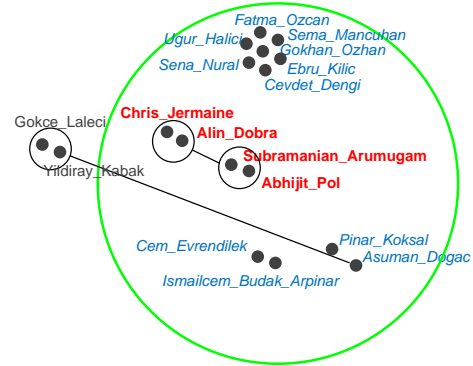 Fatma_Ozcan
Ugur_Halici
Sema_Mancuhan
Gokhan_Ozhan
Sena_Nural
Ebru_Kilic
Cevdet_Dengi
Chris_Jermaine
Gokce_Laleci
Alin_Dobra
Subramanian_Arumugam
Yildiray_Kabak
Abhijit_Pol
Pinar_Koksal
Cem_Evrendilek
Asuman_Dogac
Ismailcem_Budak_Arpinar